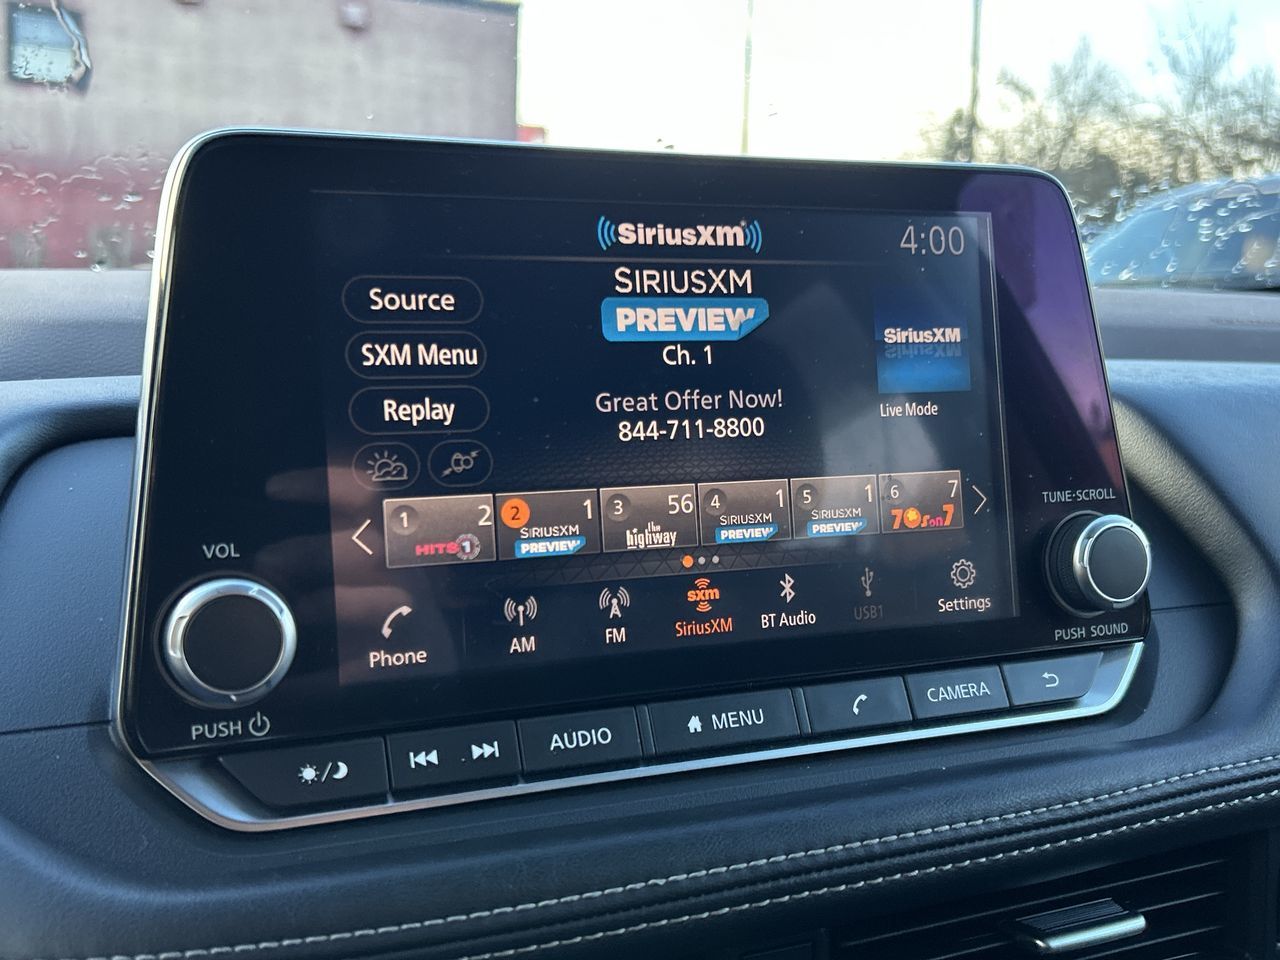 SiriusXM
4:00
Source
SXM Menu
Replay
SIRIUSXM
PREVIEW
Ch. 1
Great Offer Now!
844-711-8800
SiriusXM
Live Mode
1 2
HITS 1
2 1
SIRIUSXM
PREVIEW
3 56
the
highway
4 1
SIRIUSXM
PREVIEW
5 1
SIRIUSXM
PREVIEW
6 7
70s on 7
Phone
AM
FM
sxm
SiriusXM
BT Audio
USB1
Settings
VOL
PUSH
TUNE•SCROLL
PUSH SOUND
AUDIO
MENU
CAMERA